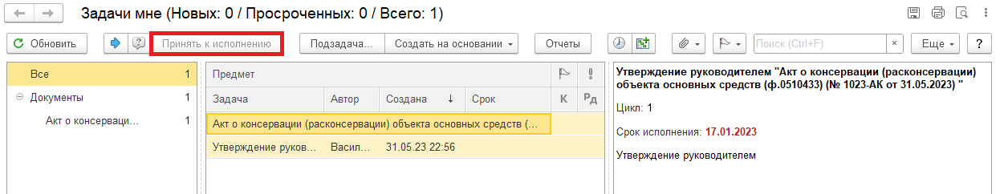 Задачи мне (Новых: 0 / Просроченных: 0 / Всего: 1)
Обновить Принять к исполнению Подзадача... Создать на основании Отчеты Поиск (Ctrl+F) × Еще ?
Все 1
Документы 1
Акт о консерваци... 1
Предмет
Задача Автор Создана ↓ Срок К Рд
Акт о консервации (расконсервации) объекта основных средств (...
Утверждение руков... Васил... 31.05.23 22:56
Утверждение руководителем "Акт о консервации (расконсервации)
объекта основных средств (ф.0510433) (№ 1023-АК от 31.05.2023) "
Цикл: 1
Срок исполнения: 17.01.2023
Утверждение руководителем